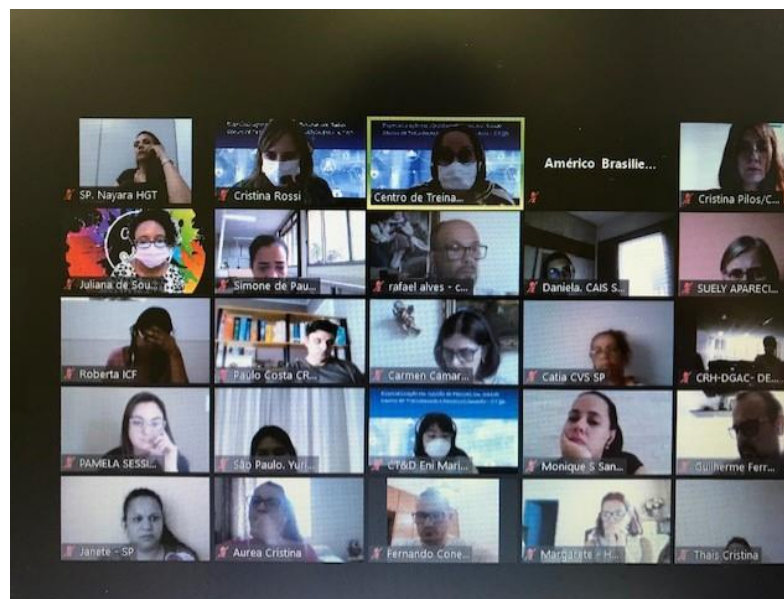 SP. Nayara HGT
Cristina Rossi
Centro de Treina...
Américo Brasilie...
Cristina Pilos/C...
Juliana de Sou...
Simone de Pau...
rafael alves - c...
Daniela. CAIS S...
SUELY APARECI...
Roberta ICF
Paulo Costa CR...
Carmen Camar...
Catia CVS SP
CRH-DGAC- DE...
PAMELA SESSI...
São Paulo. Yuri...
CT&D Eni Mari...
Monique S San...
Guilherme Ferr...
Janete - SP
Aurea Cristina
Fernando Cone...
Margarete - H...
Thais Cristina